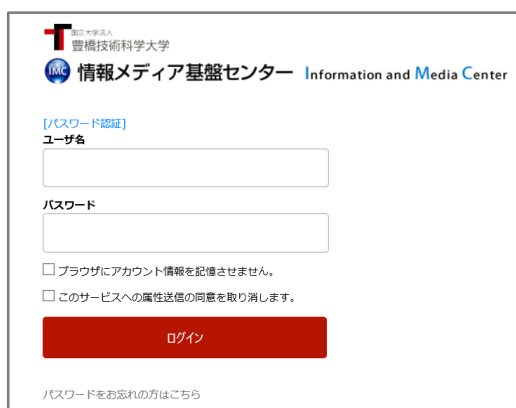 国立大学法人
豊橋技術科学大学
IMC 情報メディア基盤センター Information and Media Center
[パスワード認証]
ユーザ名
パスワード
ブラウザにアカウント情報を記憶させません。
このサービスへの属性送信の同意を取り消します。
ログイン
パスワードをお忘れの方はこちら